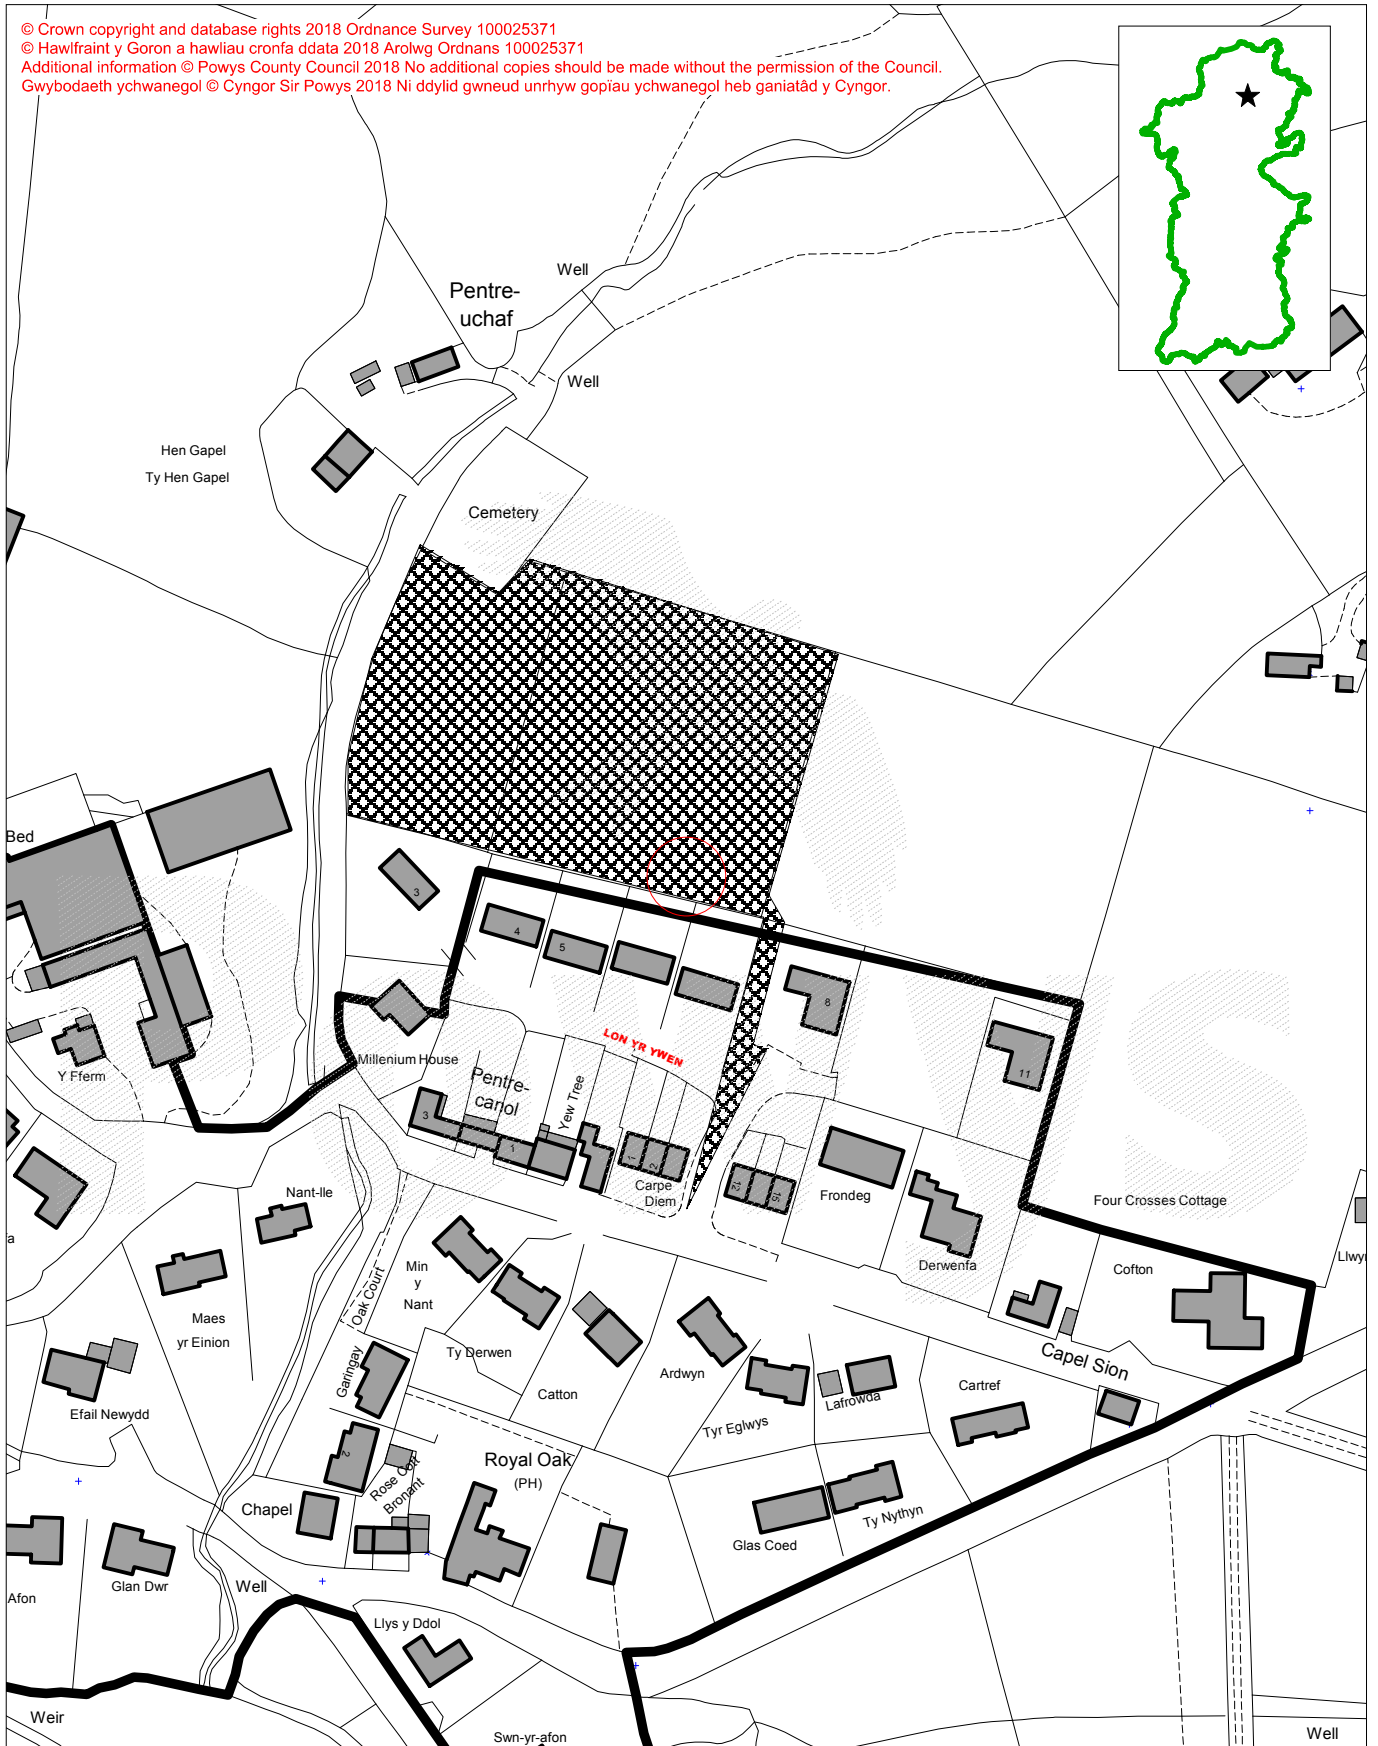 © Crown copyright and database rights 2018 Ordnance Survey 100025371
© Hawlfraint y Goron a hawliau cronfa ddata 2018 Arolwg Ordnans 100025371
Additional information © Powys County Council 2018 No additional copies should be made without the permission of the Council.
Gwybodaeth ychwanegol © Cyngor Sir Powys 2018 Ni ddylid gwneud unrhyw gopïau ychwanegol heb ganiatâd y Cyngor.
Well
Pentre-
uchaf
Well
Hen Gapel
Ty Hen Gapel
Cemetery
Bed
3
4
5
8
LON YR YWEN
11
Millenium House
Y Fferm
Pentre-
canol
Yew Tree
3
1
1
2
Carpe
Diem
12
15
Frondeg
Four Crosses Cottage
Nant-lle
a
Llwyn
Derwenfa
Cofton
Min
y
Nant
Oak Court
Maes
yr Einion
Ty Derwen
Capel Sion
Garingay
Ardwyn
Catton
Cartref
Lafrowda
Efail Newydd
Tyr Eglwys
2
Royal Oak
(PH)
Rose Cott
Bronant
Chapel
Ty Nythyn
Glas Coed
Glan Dwr
Well
Afon
Llys y Ddol
Weir
Swn-yr-afon
Well